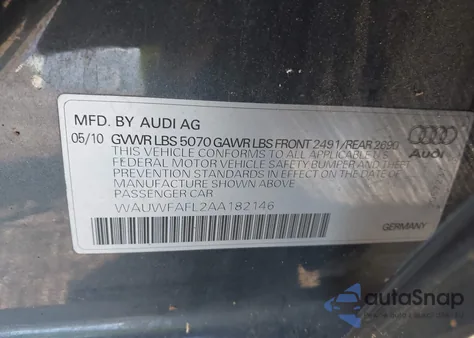 MFD. BY AUDI AG
05/10 GVWR LBS 5070 GAWR LBS FRONT 2491/REAR 2690
THIS VEHICLE CONFORMS TO ALL APPLICABLE
FEDERAL MOTOR VEHICLE SAFETY BUMPER AND THEFT
PREVENTION STANDARDS IN EFFECT ON THE DATE OF
MANUFACTURE SHOWN ABOVE.
PASSENGER CAR
WAUWFAFL2AA182146
Audi
GERMANY
autoSnap